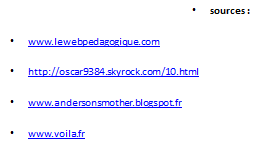 • sources :
• www.lewebpedagogique.com
• http://oscar9384.skyrock.com/10.html
• www.andersonsmother.blogspot.fr
• www.voila.fr